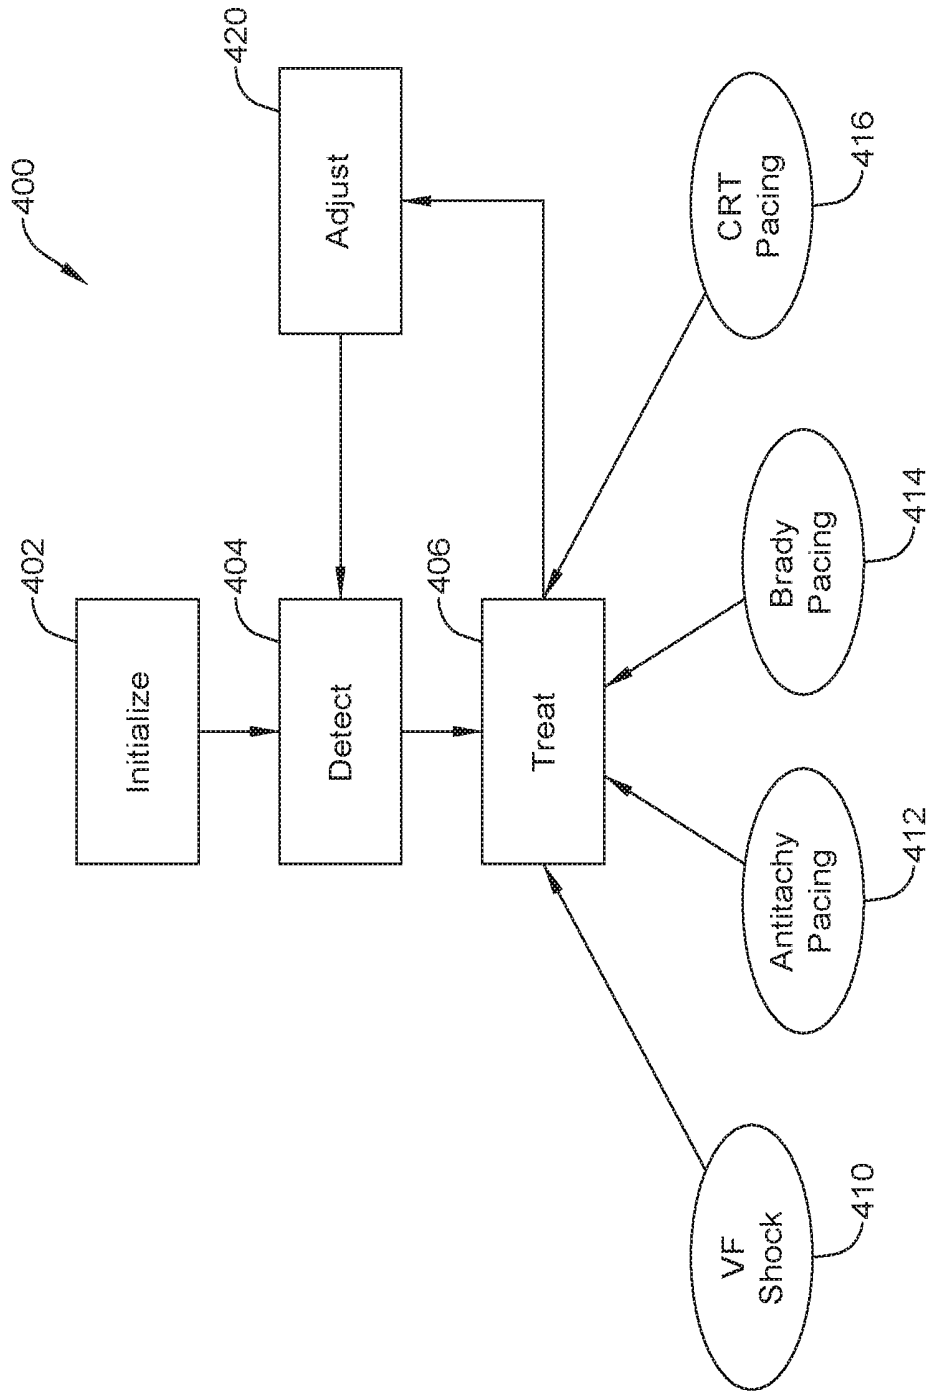 400
402
Initialize
404
Detect
420
Adjust
406
Treat
VF
Shock
410
Antitachy
Pacing
412
Brady
Pacing
414
CRT
Pacing
416